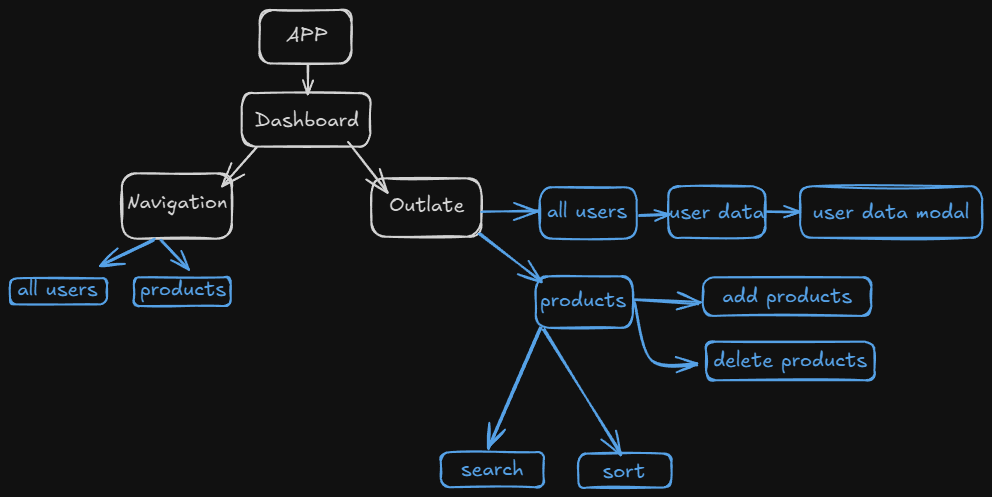 APP
Dashboard
Navigation
Outlate
all users
user data
user data modal
all users
products
products
add products
delete products
search
sort